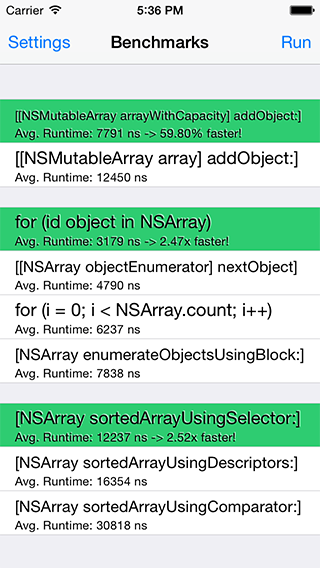 Carrier 5:36 PM
Settings Benchmarks Run
[[NSMutableArray arrayWithCapacity] addObject:]
Avg. Runtime: 7791 ns -> 59.80% faster!
[[NSMutableArray array] addObject:]
Avg. Runtime: 12450 ns
for (id object in NSArray)
Avg. Runtime: 3179 ns -> 2.47x faster!
[[NSArray objectEnumerator] nextObject]
Avg. Runtime: 4790 ns
for (i = 0; i < NSArray.count; i++)
Avg. Runtime: 6237 ns
[NSArray enumerateObjectsUsingBlock:]
Avg. Runtime: 7838 ns
[NSArray sortedArrayUsingSelector:]
Avg. Runtime: 12237 ns -> 2.52x faster!
[NSArray sortedArrayUsingDescriptors:]
Avg. Runtime: 16354 ns
[NSArray sortedArrayUsingComparator:]
Avg. Runtime: 30818 ns